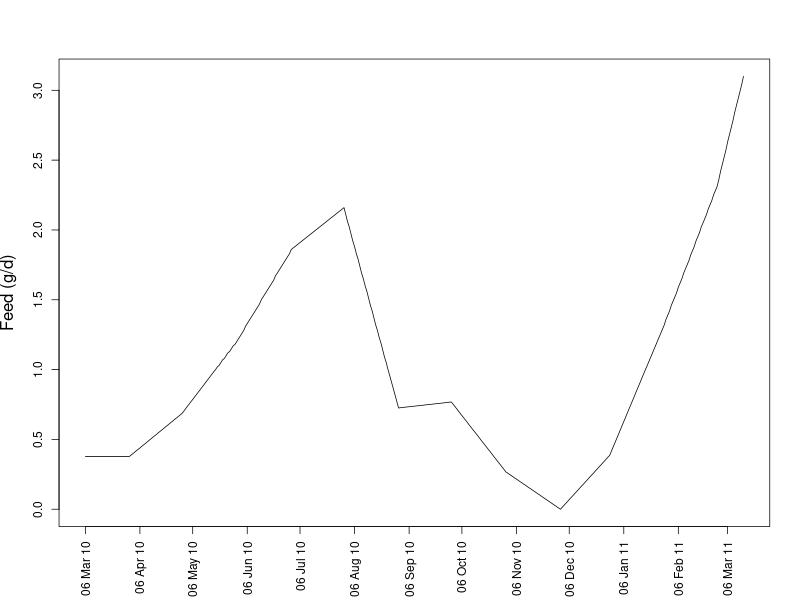 Feed (g/d)
3.0
2.5
2.0
1.5
1.0
0.5
0.0
06 Mar 10
06 Apr 10
06 May 10
06 Jun 10
06 Jul 10
06 Aug 10
06 Sep 10
06 Oct 10
06 Nov 10
06 Dec 10
06 Jan 11
06 Feb 11
06 Mar 11